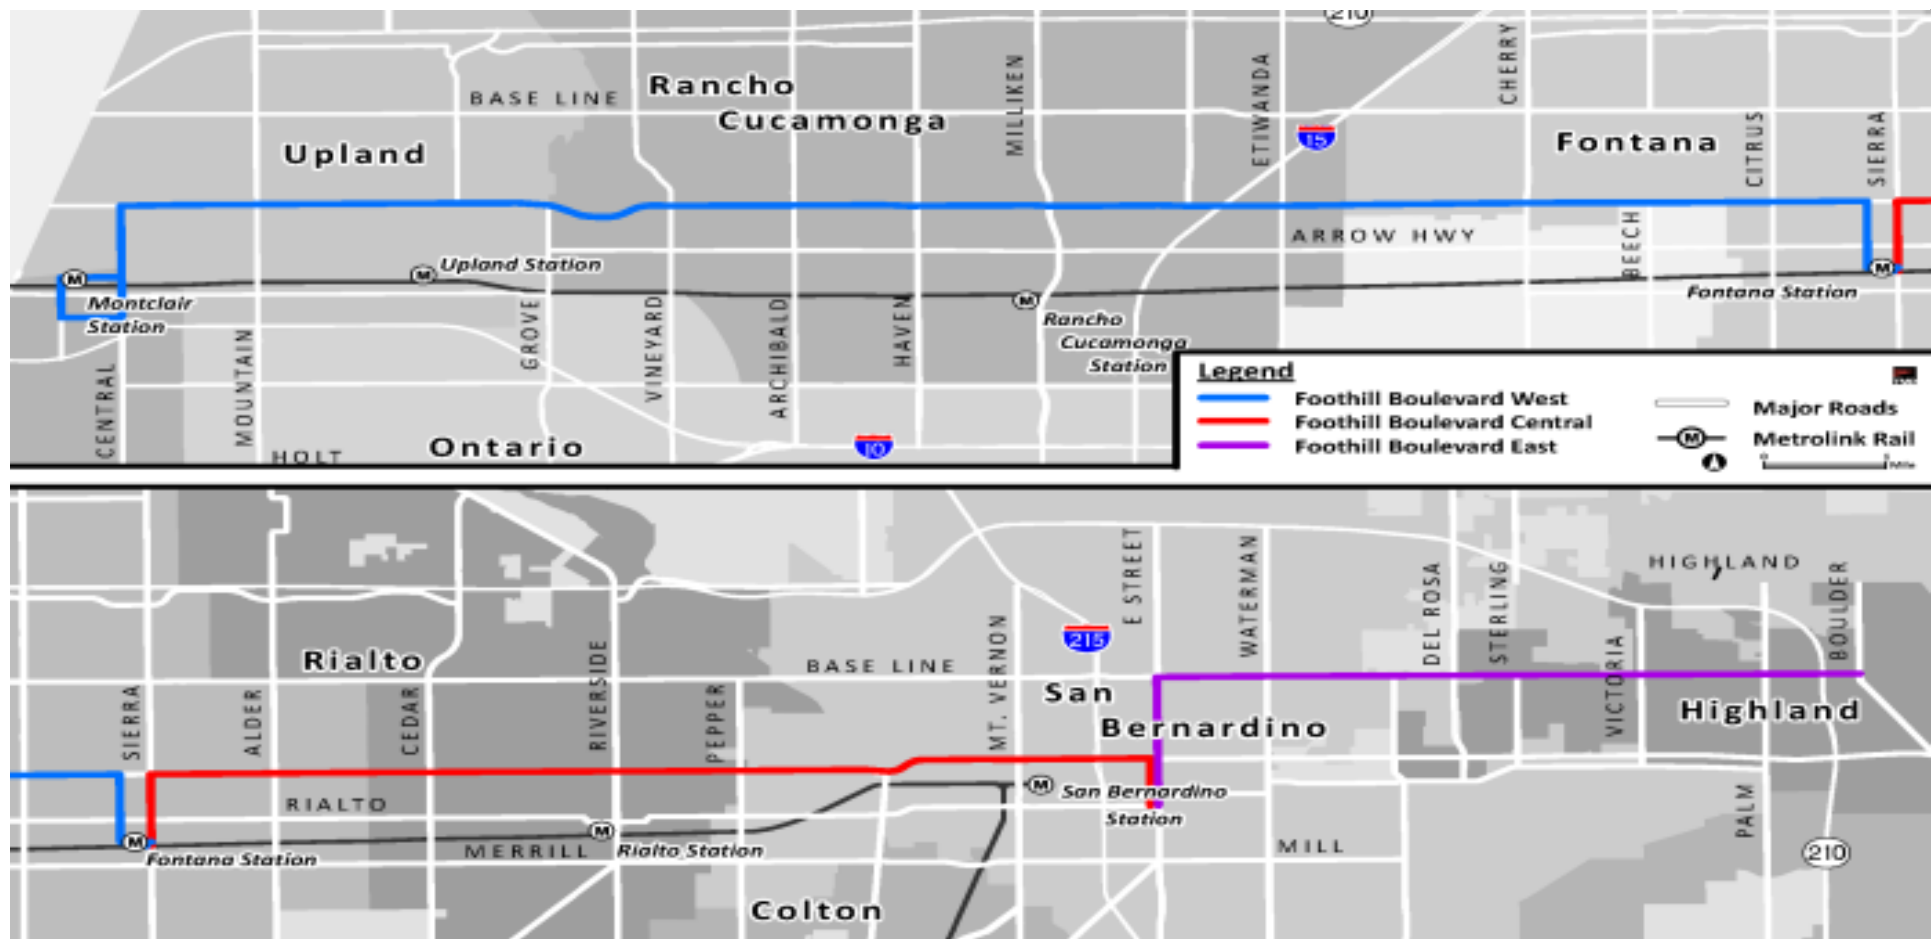 210
CHERRY
Rancho
MILLIKEN
ETIWANDA
BASE LINE
Cucamonga
15
Fontana
CITRUS
SIERRA
Upland
ARROW HWY
BEECH
Upland Station
M
M
M
M
Montclair
Station
Fontana Station
GROVE
VINEYARD
ARCHIBALD
HAVEN
Rancho
Cucamonga
Station
CENTRAL
MOUNTAIN
Ontario
10
HOLT
Legend
Foothill Boulevard West
Foothill Boulevard Central
Foothill Boulevard East
Major Roads
M
Metrolink Rail
Mile
E STREET
WATERMAN
DEL ROSA
STERLING
HIGHLAND
BOULDER
Rialto
RIVERSIDE
BASE LINE
MT. VERNON
215
VICTORIA
SIERRA
ALDER
CEDAR
PEPPER
San
Bernardino
Highland
RIALTO
M
San Bernardino
Station
PALM
M
Fontana Station
MERRILL
M
Rialto Station
MILL
210
Colton